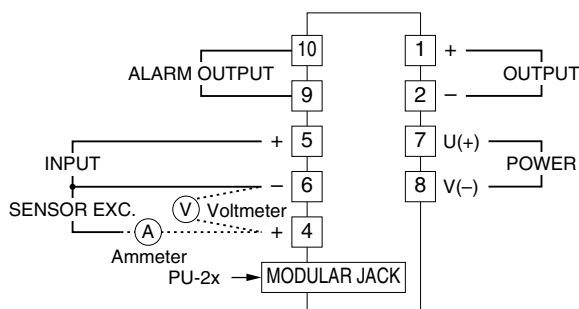 10 1 +
ALARM OUTPUT OUTPUT
9 2 –
+ 5 7 U(+)
INPUT POWER
– 6 8 V(–)
SENSOR EXC. V Voltmeter
A + 4
Ammeter
PU-2x MODULAR JACK